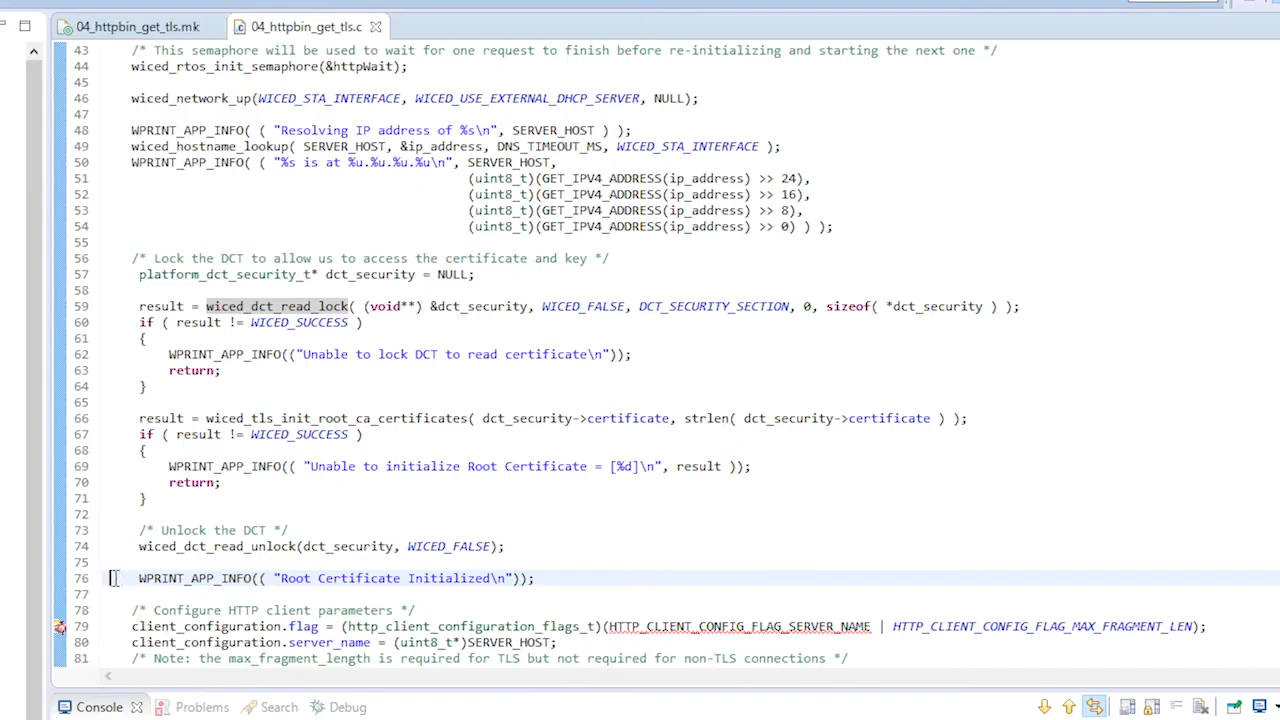 04_httpbin_get_tls.mk 04_httpbin_get_tls.c
43 /* This semaphore will be used to wait for one request to finish before re-initializing and starting the next one */
44 wiced_rtos_init_semaphore(&httpWait);
45
46 wiced_network_up(WICED_STA_INTERFACE, WICED_USE_EXTERNAL_DHCP_SERVER, NULL);
47
48 WPRINT_APP_INFO( ( "Resolving IP address of %s\n", SERVER_HOST ) );
49 wiced_hostname_lookup( SERVER_HOST, &ip_address, DNS_TIMEOUT_MS, WICED_STA_INTERFACE );
50 WPRINT_APP_INFO( ( "%s is at %u.%u.%u.%u\n", SERVER_HOST,
51 (uint8_t)(GET_IPV4_ADDRESS(ip_address) >> 24),
52 (uint8_t)(GET_IPV4_ADDRESS(ip_address) >> 16),
53 (uint8_t)(GET_IPV4_ADDRESS(ip_address) >> 8),
54 (uint8_t)(GET_IPV4_ADDRESS(ip_address) >> 0) ) );
55
56 /* Lock the DCT to allow us to access the certificate and key */
57 platform_dct_security_t* dct_security = NULL;
58
59 result = wiced_dct_read_lock( (void**) &dct_security, WICED_FALSE, DCT_SECURITY_SECTION, 0, sizeof( *dct_security ) );
60 if ( result != WICED_SUCCESS )
61 {
62 WPRINT_APP_INFO(("Unable to lock DCT to read certificate\n"));
63 return;
64 }
65
66 result = wiced_tls_init_root_ca_certificates( dct_security->certificate, strlen( dct_security->certificate ) );
67 if ( result != WICED_SUCCESS )
68 {
69 WPRINT_APP_INFO(( "Unable to initialize Root Certificate = [%d]\n", result ));
70 return;
71 }
72
73 /* Unlock the DCT */
74 wiced_dct_read_unlock(dct_security, WICED_FALSE);
75
76 WPRINT_APP_INFO(( "Root Certificate Initialized\n"));
77
78 /* Configure HTTP client parameters */
79 client_configuration.flag = (http_client_configuration_flags_t)(HTTP_CLIENT_CONFIG_FLAG_SERVER_NAME | HTTP_CLIENT_CONFIG_FLAG_MAX_FRAGMENT_LEN);
80 client_configuration.server_name = (uint8_t*)SERVER_HOST;
81 /* Note: the max_fragment_length is required for TLS but not required for non-TLS connections */
Console Problems Search Debug